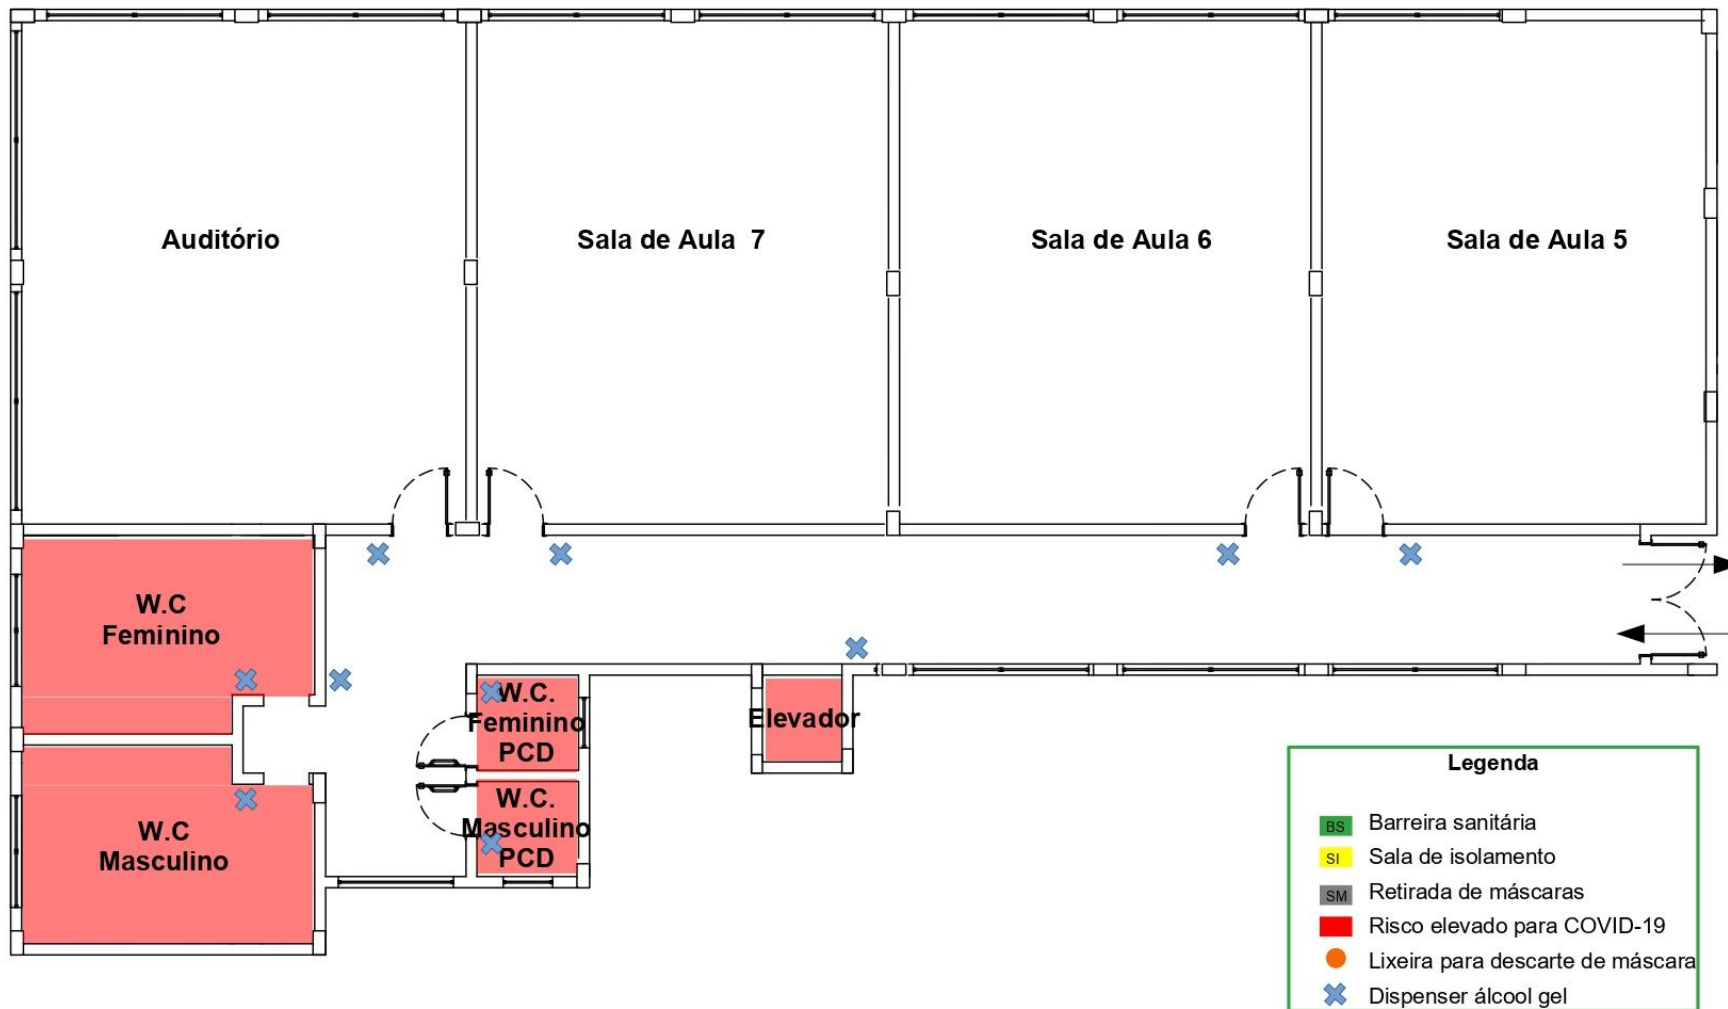 Auditório
Sala de Aula 7
Sala de Aula 6
Sala de Aula 5
W.C
Feminino
W.C.
Feminino
PCD
Elevador
W.C.
Masculino
PCD
W.C
Masculino
Legenda
BS Barreira sanitária
SI Sala de isolamento
SM Retirada de máscaras
Risco elevado para COVID-19
Lixeira para descarte de máscara
Dispenser álcool gel